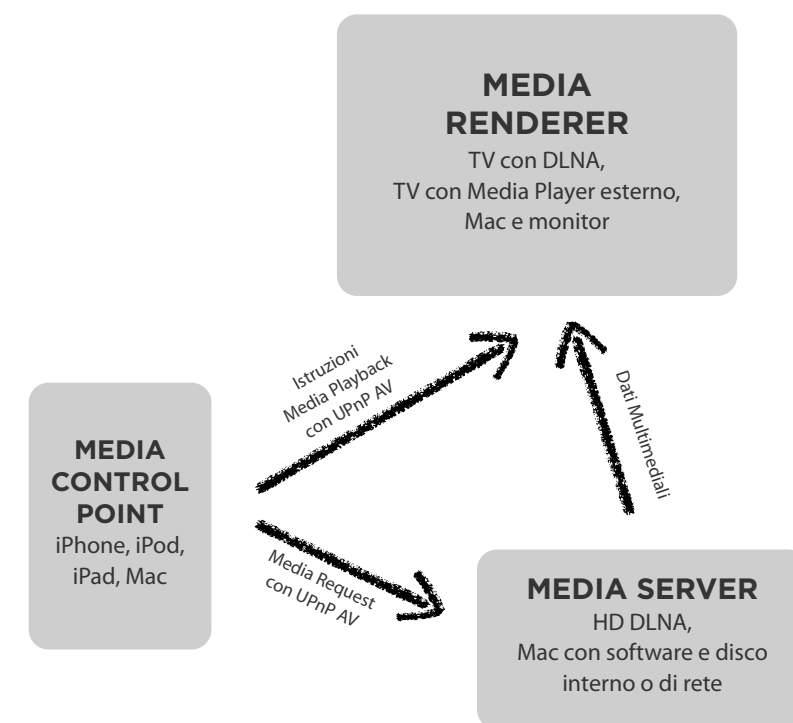 MEDIA
RENDERER
TV con DLNA,
TV con Media Player esterno,
Mac e monitor
Istruzioni
Media Playback
con UPnP AV
Dati Multimediali
MEDIA
CONTROL
POINT
iPhone, iPod,
iPad, Mac
Media Request
con UPnP AV
MEDIA SERVER
HD DLNA,
Mac con software e disco
interno o di rete